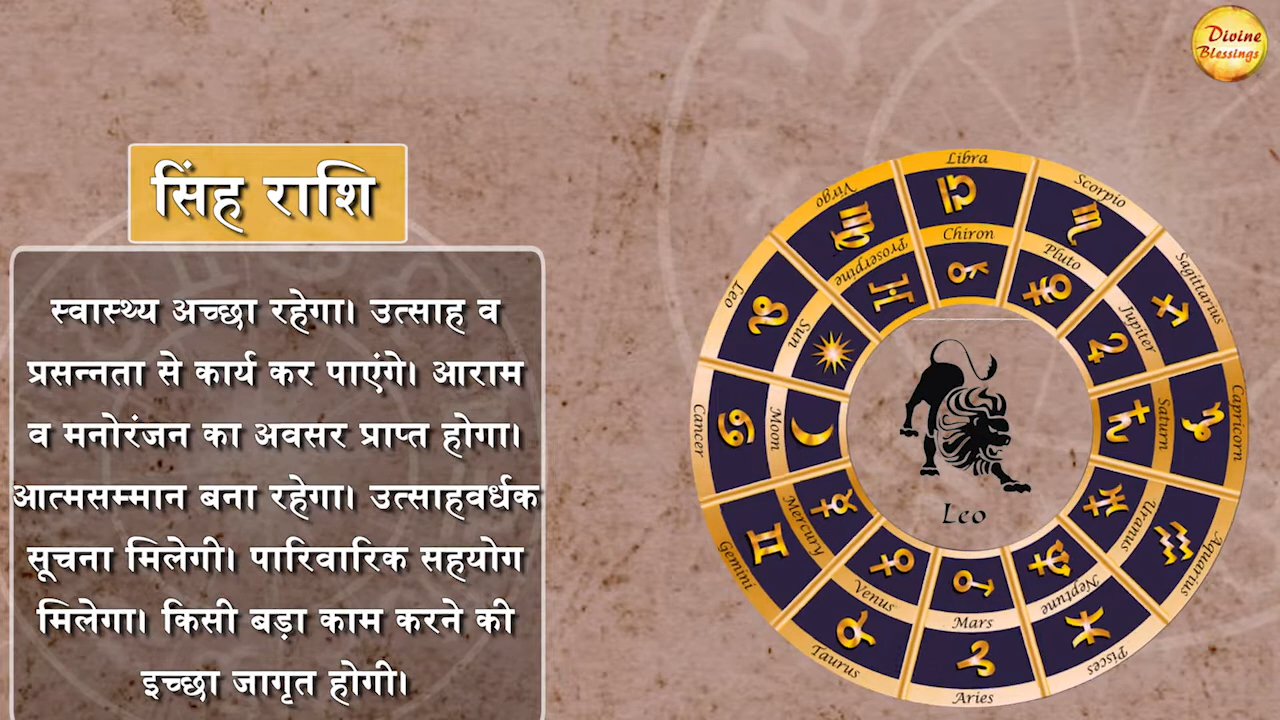 Divine
Blessings
सिंह राशि
स्वास्थ्य अच्छा रहेगा। उत्साह व
प्रसन्नता से कार्य कर पाएंगे। आराम
व मनोरंजन का अवसर प्राप्त होगा।
आत्मसम्मान बना रहेगा। उत्साहवर्धक
सूचना मिलेगी। पारिवारिक सहयोग
मिलेगा। किसी बड़ा काम करने की
इच्छा जागृत होगी।
Libra
Scorpio
Sagittarius
Capricorn
Aquarius
Pisces
Aries
Taurus
Gemini
Cancer
Leo
Virgo
Chiron
Pluto
Jupiter
Saturn
Uranus
Neptune
Mars
Venus
Mercury
Moon
Sun
Proserpine
Leo